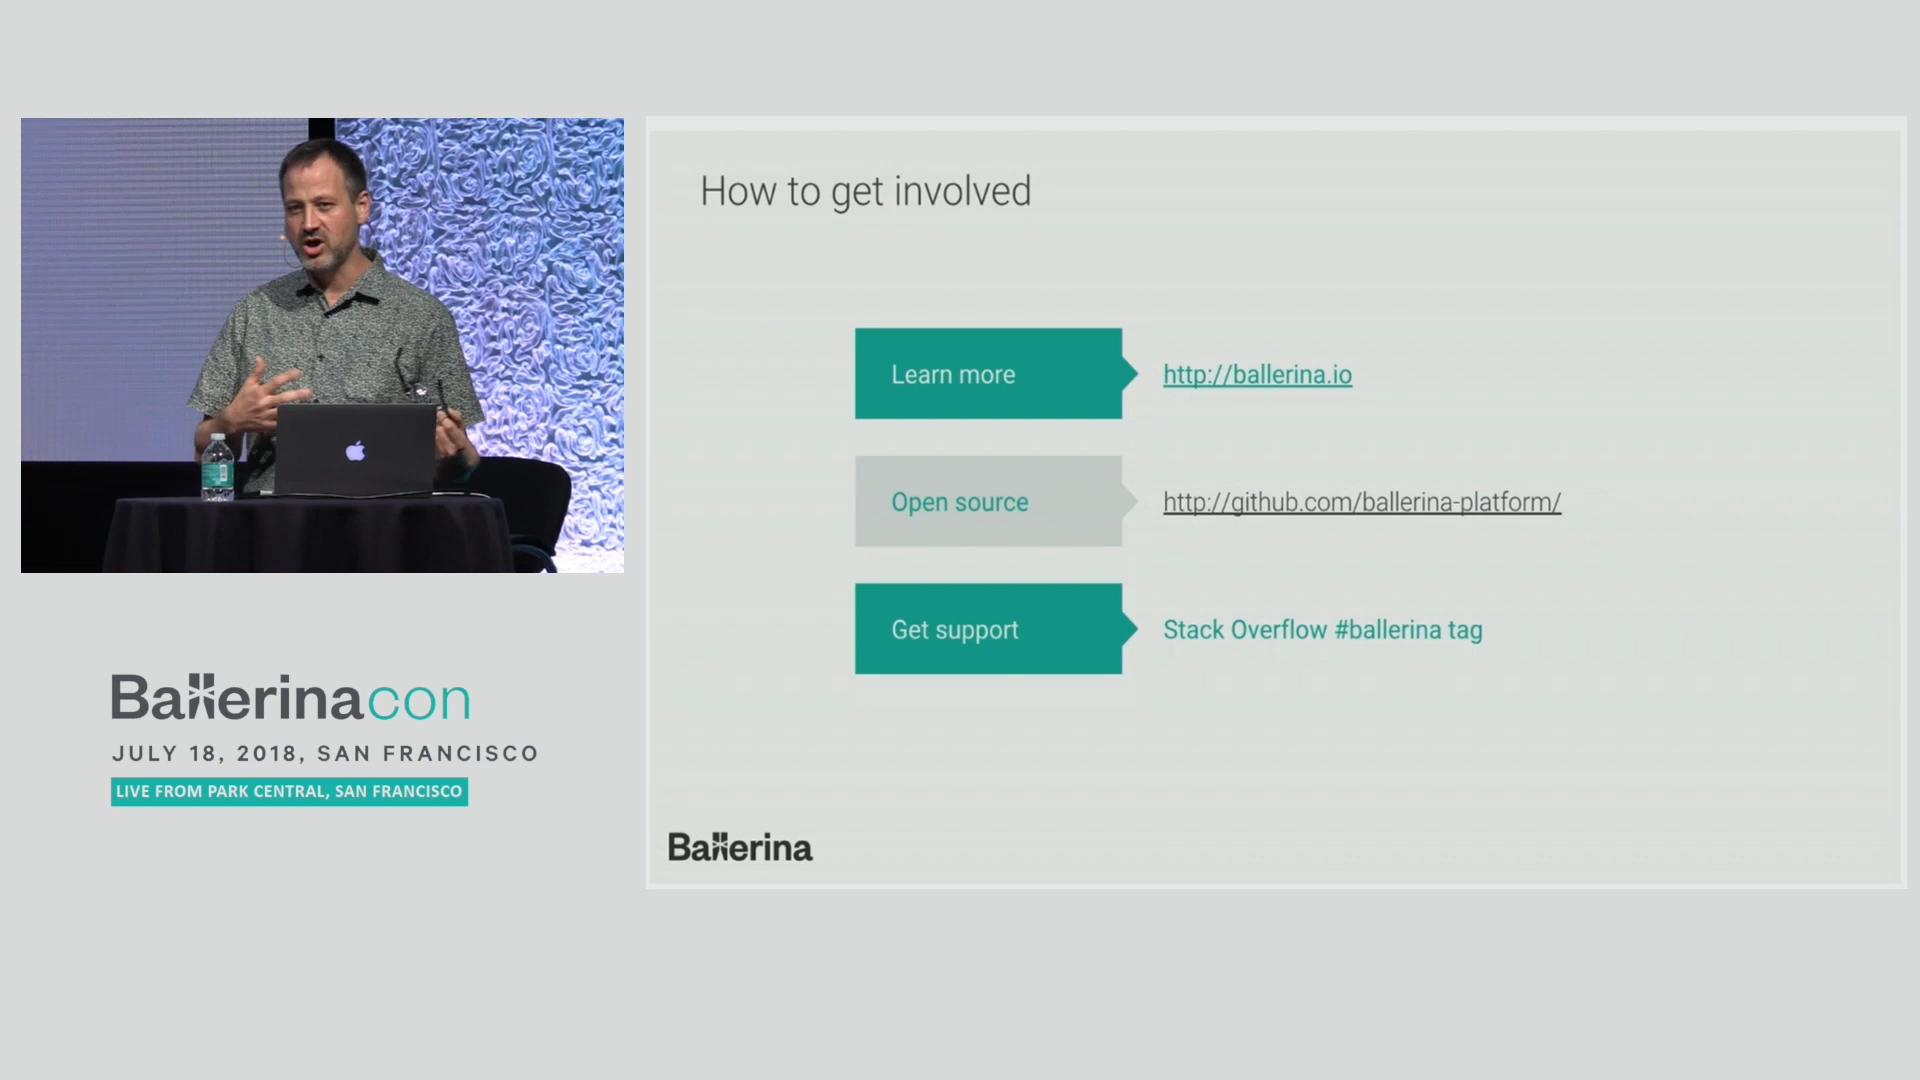 How to get involved
Learn more
http://ballerina.io
Open source
http://github.com/ballerina-platform/
Get support
Stack Overflow #ballerina tag
Ballerina
Ballerinacon
JULY 18, 2018, SAN FRANCISCO
LIVE FROM PARK CENTRAL, SAN FRANCISCO